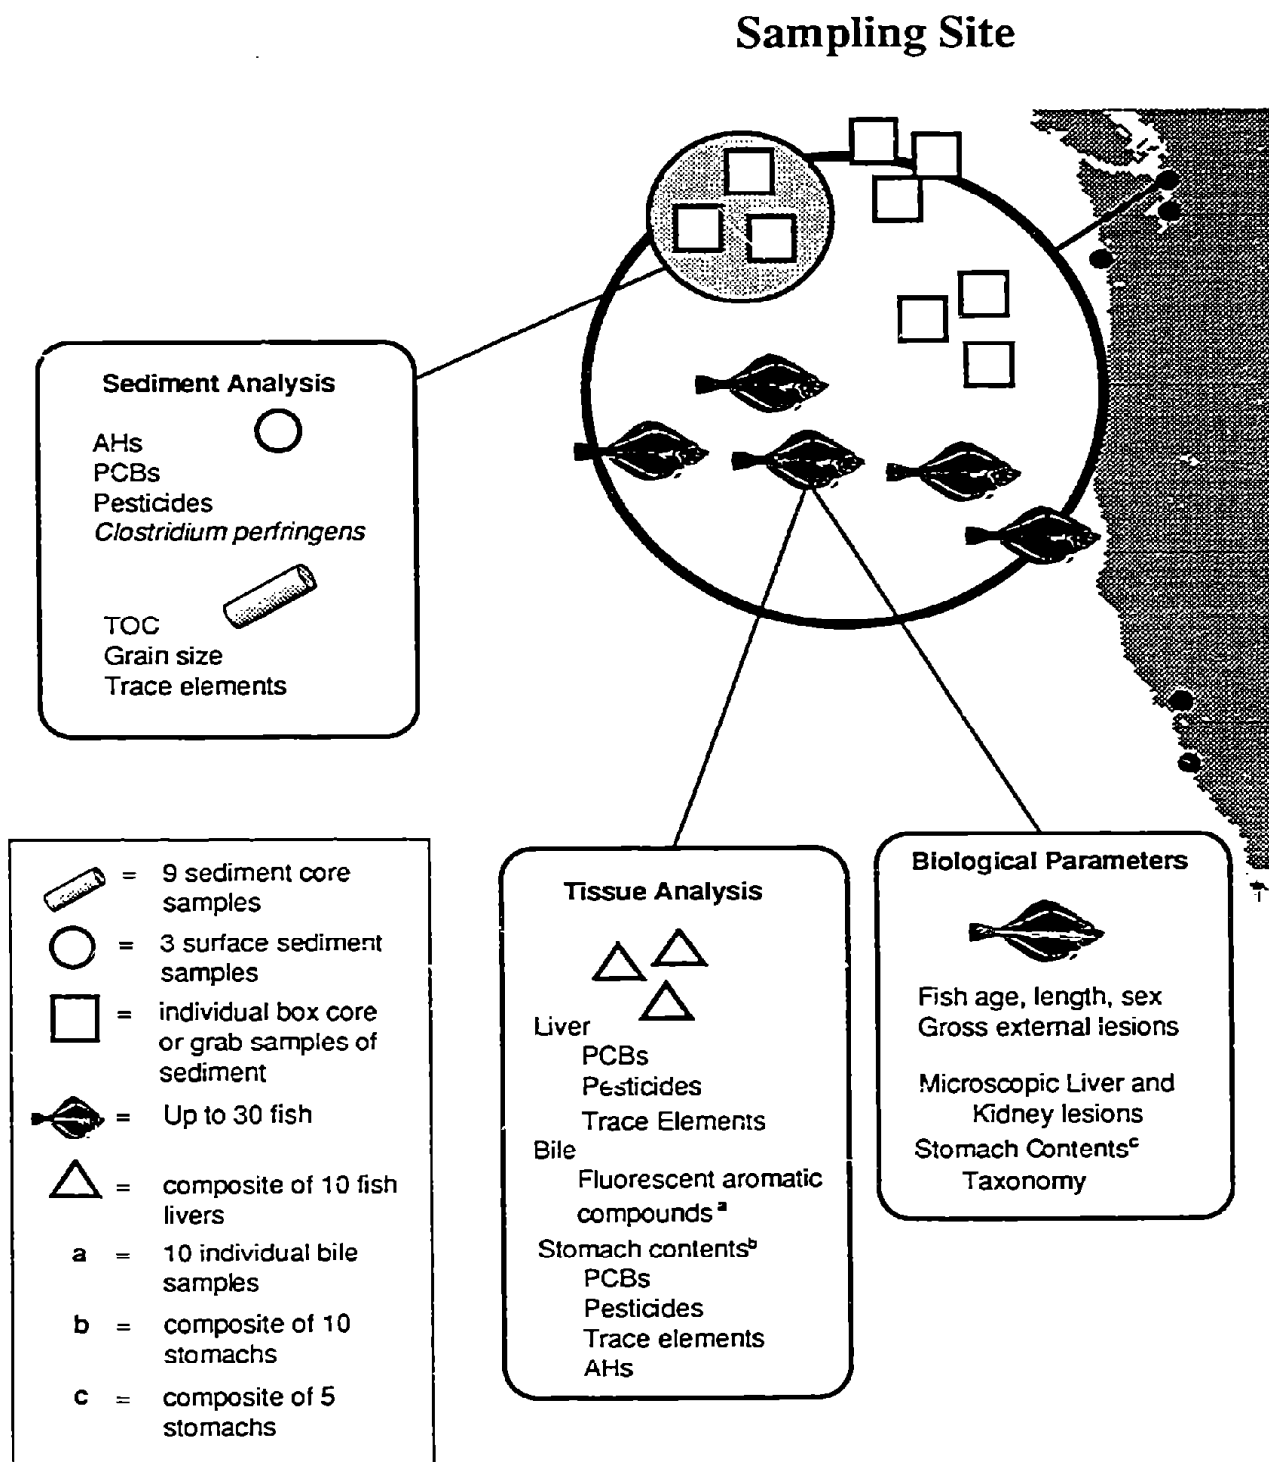 Sampling Site
Sediment Analysis
AHs
PCBs
Pesticides
Clostridium perfringens
TOC
Grain size
Trace elements
= 9 sediment core
samples
= 3 surface sediment
samples
= individual box core
or grab samples of
sediment
= Up to 30 fish
= composite of 10 fish
livers
a = 10 individual bile
samples
b = composite of 10
stomachs
c = composite of 5
stomachs
Tissue Analysis
Liver
PCBs
Pesticides
Trace Elements
Bile
Fluorescent aromatic
compounds a
Stomach contents b
PCBs
Pesticides
Trace elements
AHs
Biological Parameters
Fish age, length, sex
Gross external lesions
Microscopic Liver and
Kidney lesions
Stomach Contents c
Taxonomy